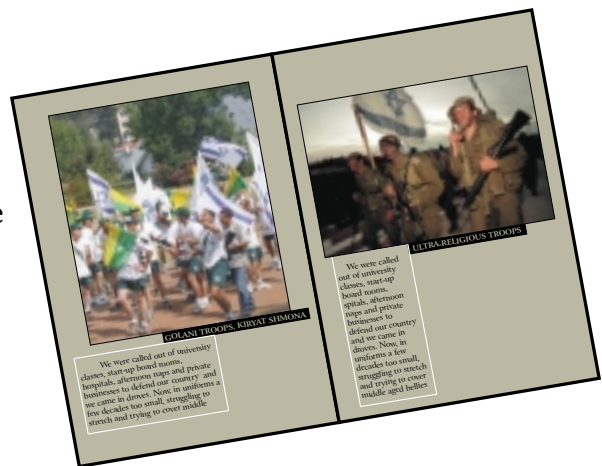 e
GOLANI TROOPS, KIRYAT SHMONA
We were called out of university
classes, start-up board rooms,
hospitals, afternoon naps and private
businesses to defend our country and
we came in droves. Now, in uniforms a
few decades too small, struggling to
stretch and trying to cover middle
ULTRA-RELIGIOUS TROOPS
We were called
out of university
classes, start-up
board rooms,
spitals, afternoon
naps and private
businesses to
defend our country
and we came in
droves. Now, in
uniforms a few
decades too small,
struggling to stretch
and trying to cover
middle aged bellies